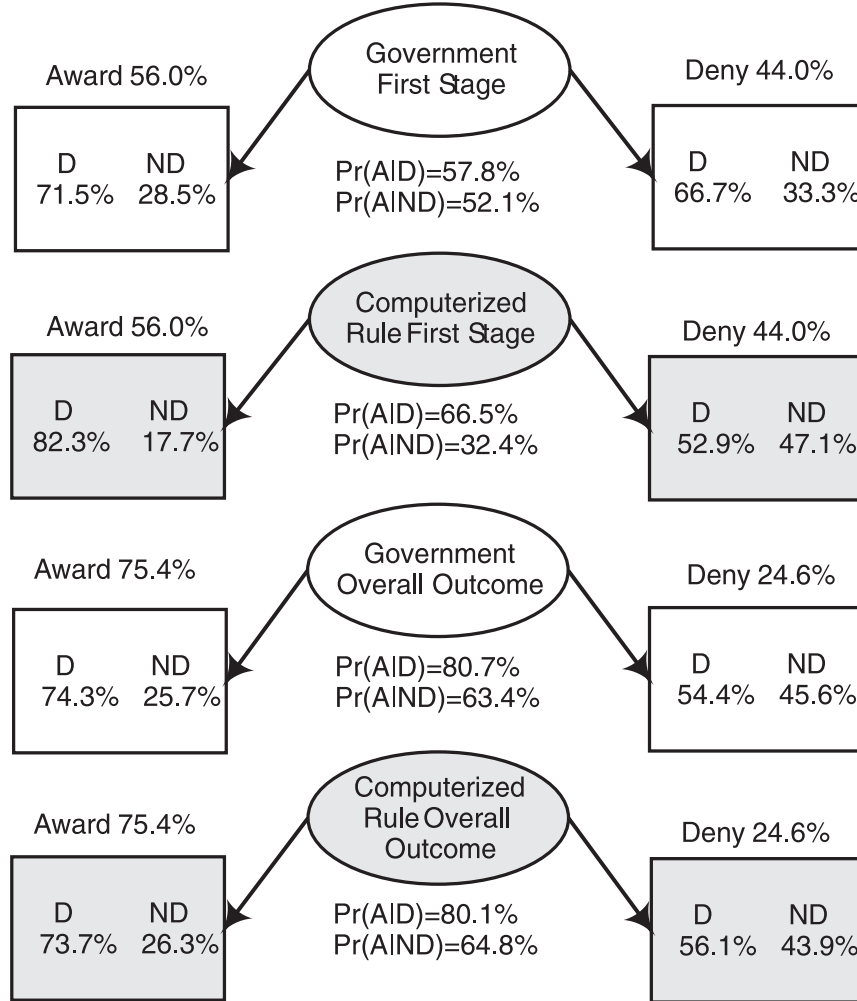 Government
First Stage
Award 56.0%
Deny 44.0%
D ND
71.5% 28.5%
Pr(A|D)=57.8%
Pr(A|ND)=52.1%
D ND
66.7% 33.3%
Computerized
Rule First Stage
Award 56.0%
Deny 44.0%
D ND
82.3% 17.7%
Pr(A|D)=66.5%
Pr(A|ND)=32.4%
D ND
52.9% 47.1%
Government
Overall Outcome
Award 75.4%
Deny 24.6%
D ND
74.3% 25.7%
Pr(A|D)=80.7%
Pr(A|ND)=63.4%
D ND
54.4% 45.6%
Computerized
Rule Overall
Outcome
Award 75.4%
Deny 24.6%
D ND
73.7% 26.3%
Pr(A|D)=80.1%
Pr(A|ND)=64.8%
D ND
56.1% 43.9%